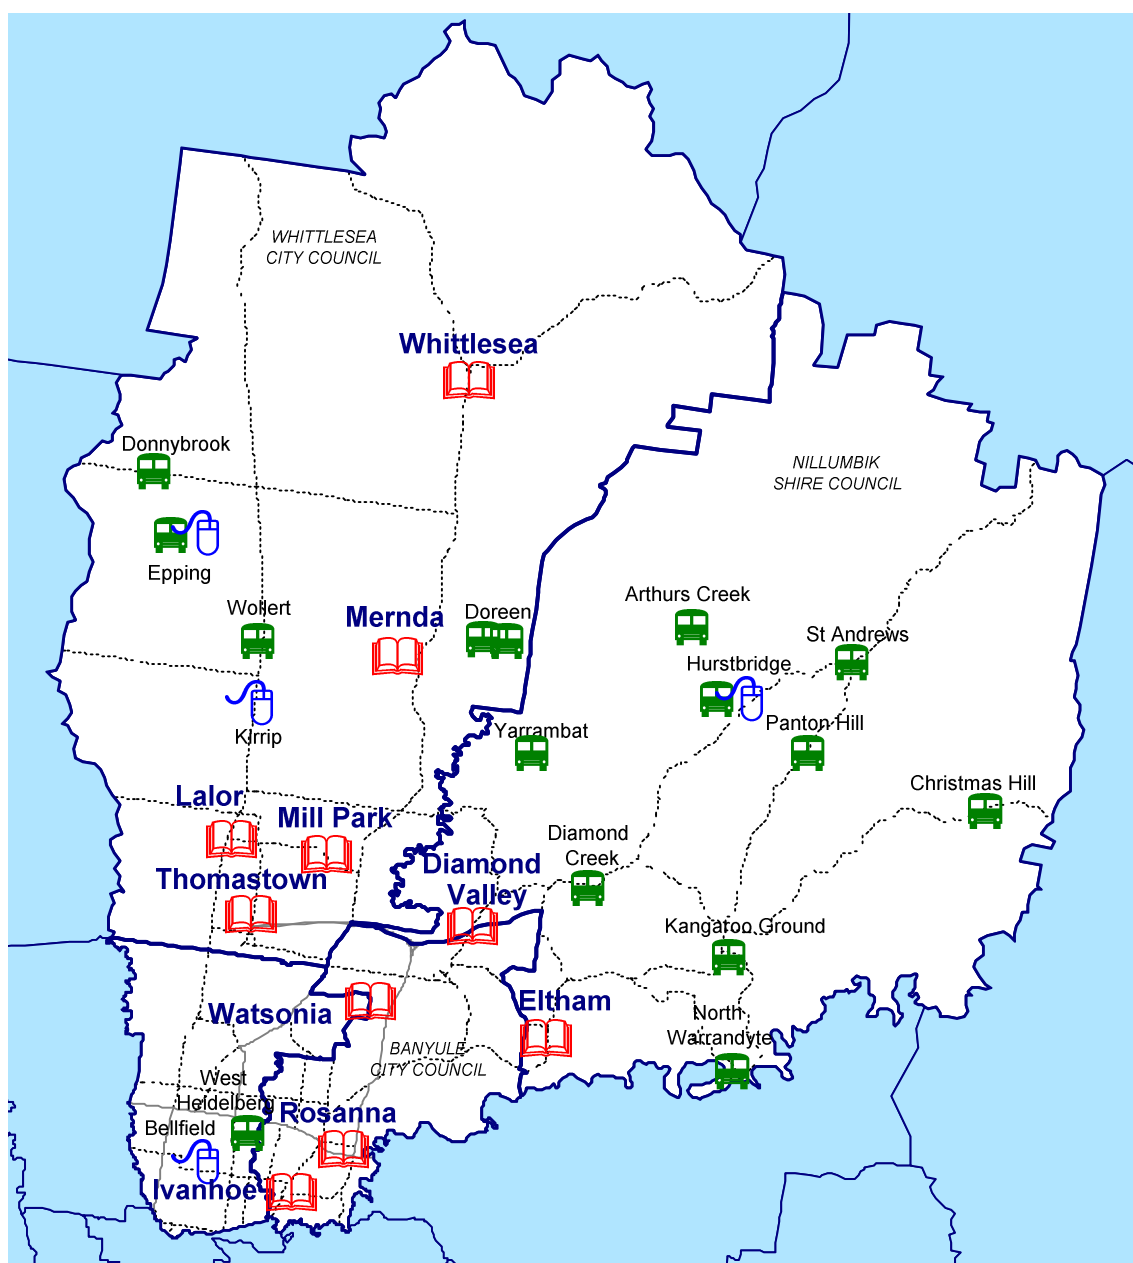 WHITTLESEA
CITY COUNCIL
Whittlesea
Donnybrook
NILLUMBIK
SHIRE COUNCIL
Epping
Wollert
Mernda
Doreen
Arthurs Creek
St Andrews
Hurstbridge
Kirrip
Yarrambat
Panton Hill
Christmas Hill
Lalor
Mill Park
Diamond
Creek
Thomastown
Diamond
Valley
Kangaroo Ground
Watsonia
Eltham
North
Warrandyte
BANYULE
CITY COUNCIL
West
Heidelberg
Rosanna
Bellfield
Ivanhoe